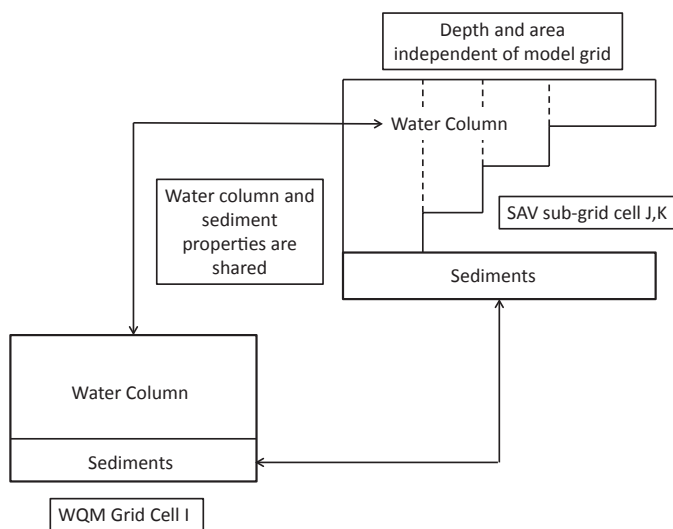 Depth and area
independent of model grid
Water Column
Water column and
sediment
properties are
shared
SAV sub-grid cell J,K
Sediments
Water Column
Sediments
WQM Grid Cell I